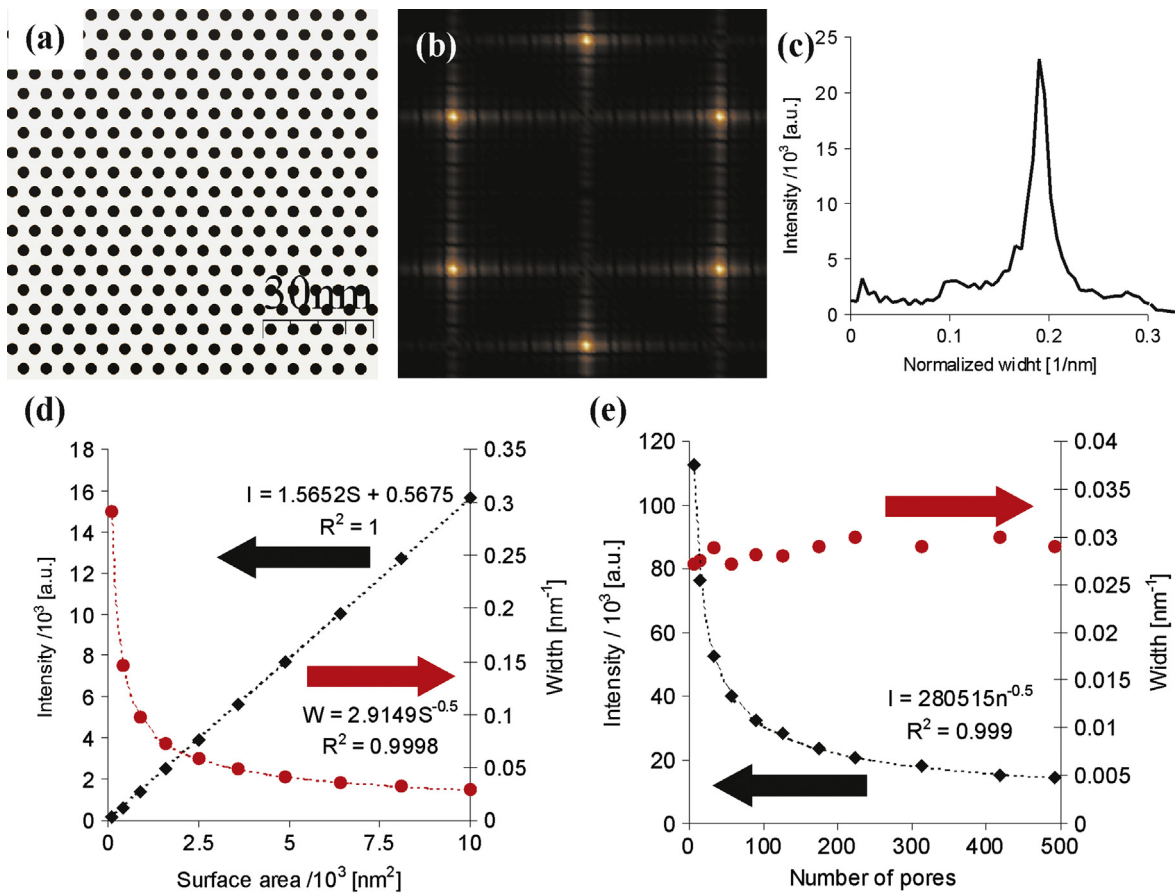 (a)
30nm
(b)
(c)
25
20
15
10
5
0
0
0.1
0.2
0.3
Intensity /10³ [a.u.]
Normalized widht [1/nm]
(d)
18
16
14
12
10
8
6
4
2
0
0
2.5
5
7.5
10
0.35
0.3
0.25
0.2
0.15
0.1
0.05
0
I = 1.5652S + 0.5675
R² = 1
W = 2.9149S⁻⁰·⁵
R² = 0.9998
Intensity /10³ [a.u.]
Width [nm⁻¹]
Surface area /10³ [nm²]
(e)
120
100
80
60
40
20
0
0
100
200
300
400
500
0.04
0.035
0.03
0.025
0.02
0.015
0.01
0.005
0
I = 280515n⁻⁰·⁵
R² = 0.999
Intensity / 10³ [a.u.]
Width [nm⁻¹]
Number of pores